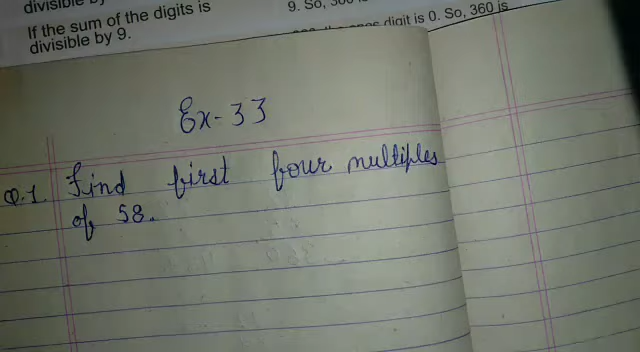 If the sum of the digits is
divisible by 9.
9. So,
digit is 0. So, 360 is
Ex-33
Q.1. Find first four multiples
of 58.